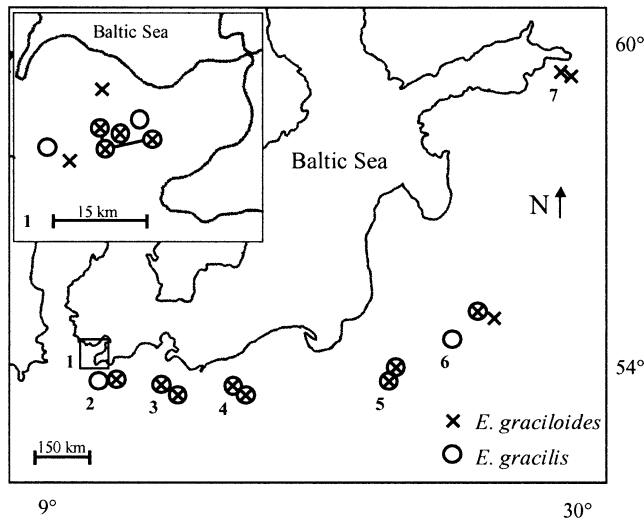 Baltic Sea
60°
7
Baltic Sea
N
1
15 km
1
2
3
4
5
6
54°
E. graciloides
E. gracilis
150 km
9°
30°